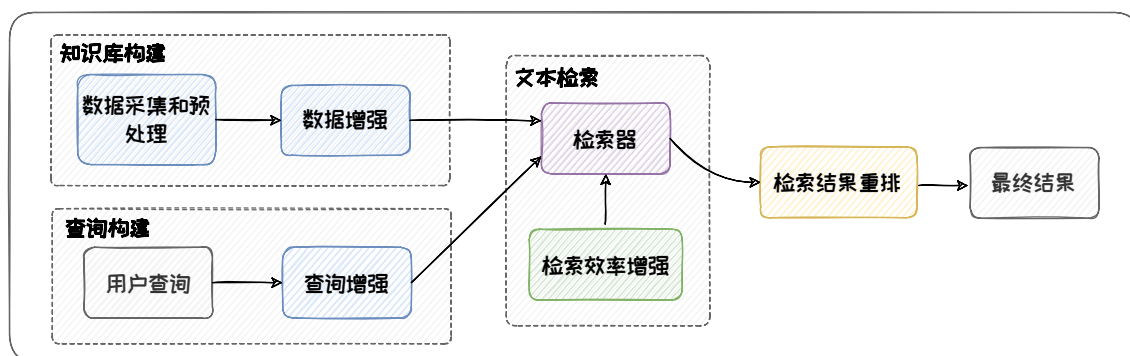 知识库构建
数据采集和预
处理
数据增强
查询构建
用户查询
查询增强
文本检索
检索器
检索效率增强
检索结果重排
最终结果